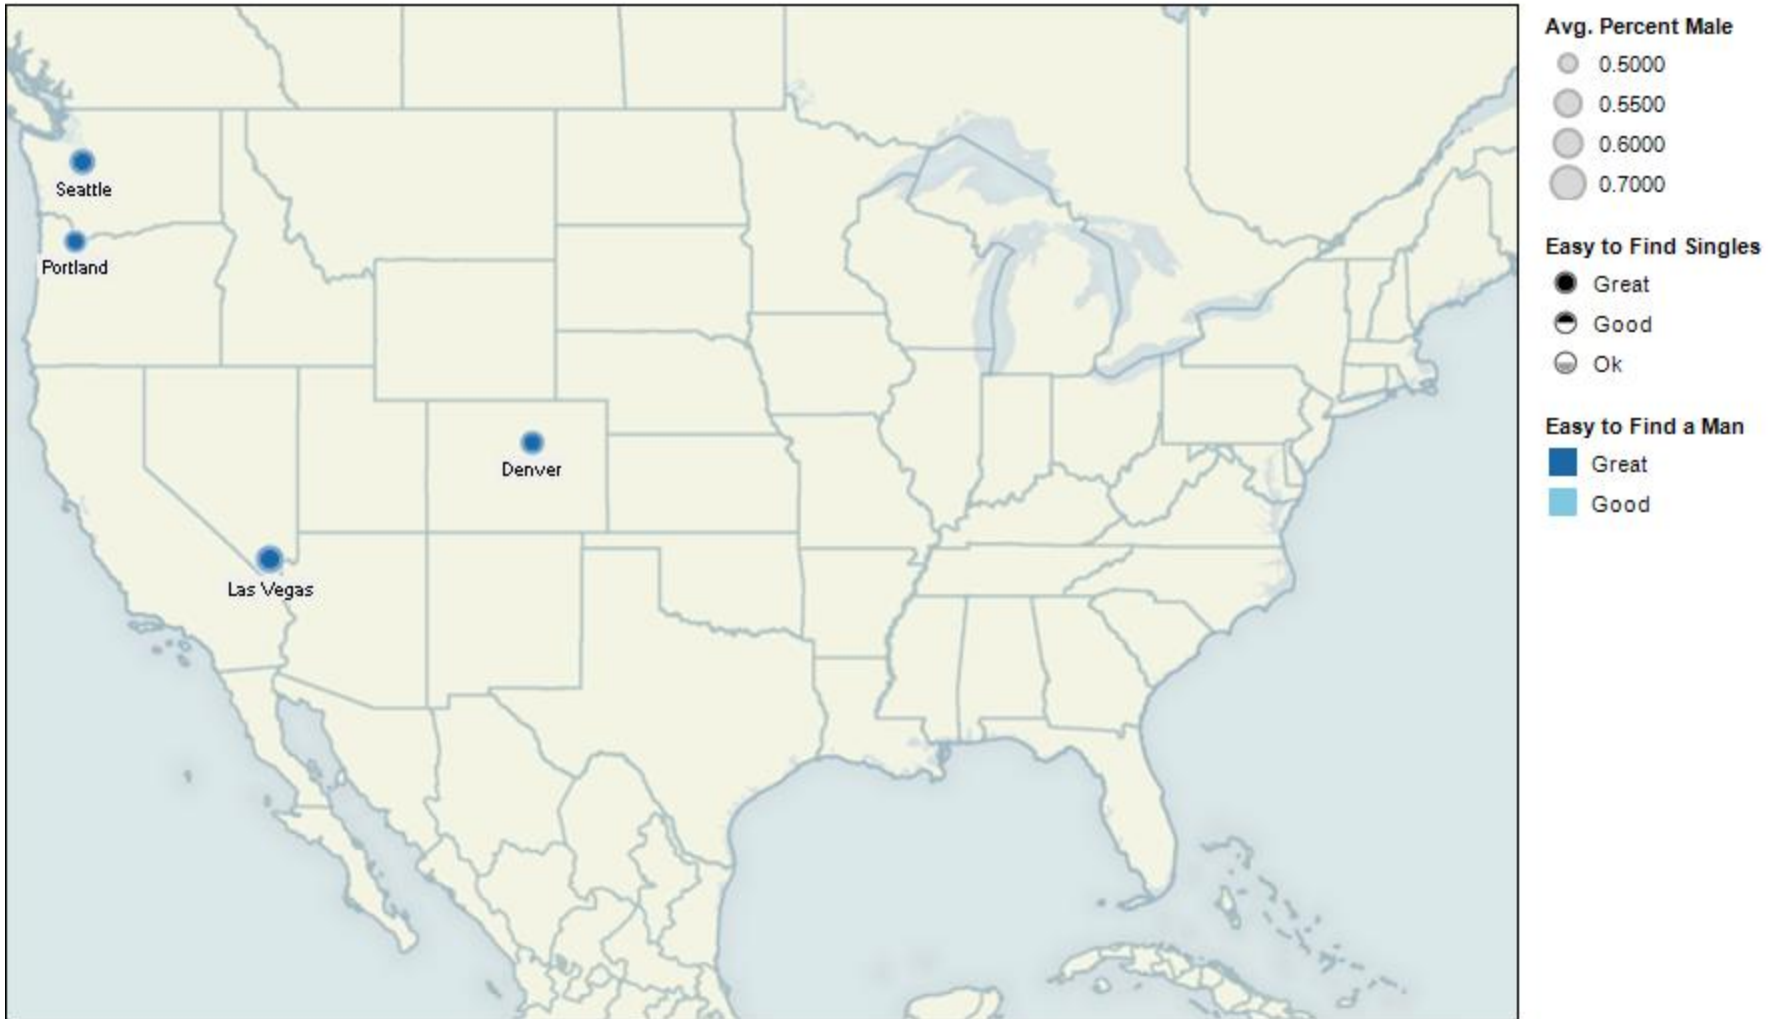 Seattle
Portland
Denver
Las Vegas
Avg. Percent Male
0.5000
0.5500
0.6000
0.7000
Easy to Find Singles
Great
Good
Ok
Easy to Find a Man
Great
Good